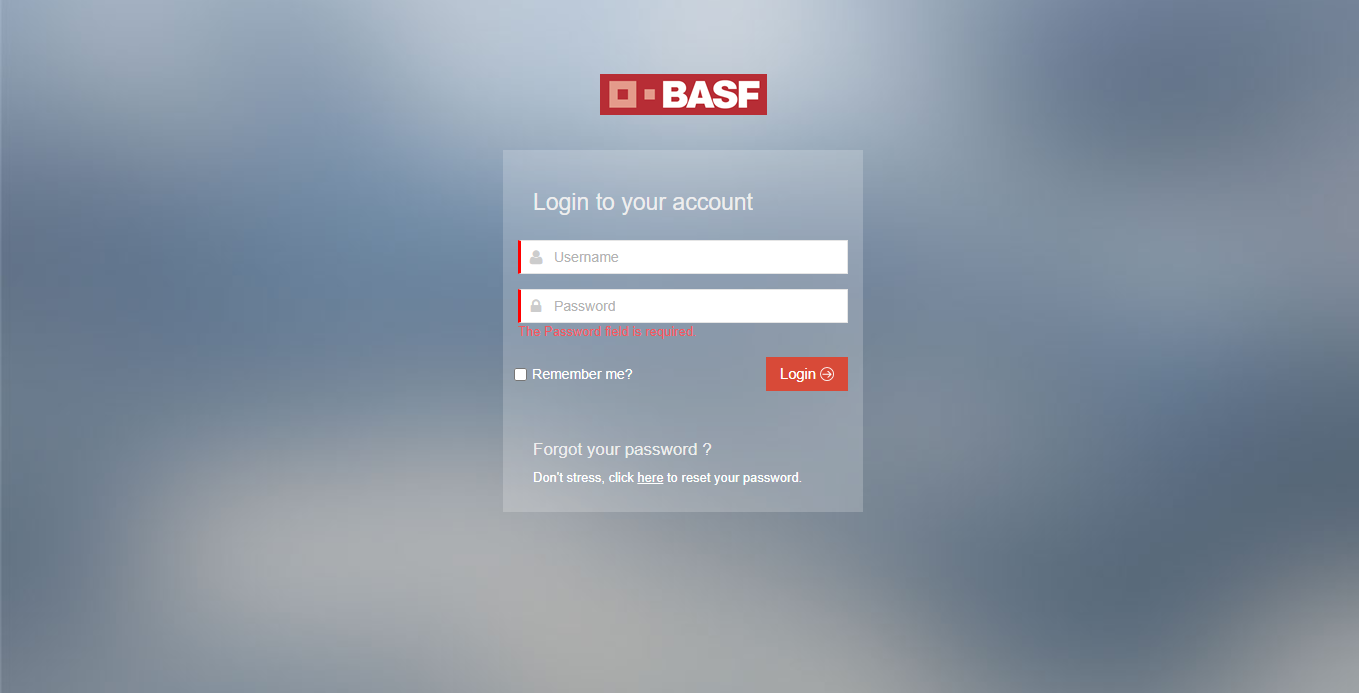 BASF
Login to your account
Username
Password
The Password field is required
Remember me?
Login
Forgot your password ?
Don't stress, click here to reset your password.